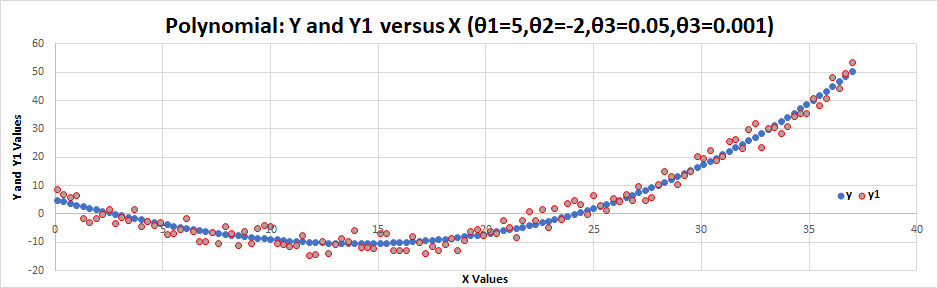 Polynomial: Y and Y1 versus X (θ1=5,θ2=-2,θ3=0.05,θ3=0.001)
60
50
40
30
20
10
0
-10
-20
Y and Y1 Values
0 5 10 15 20 25 30 35 40
X Values
y y1